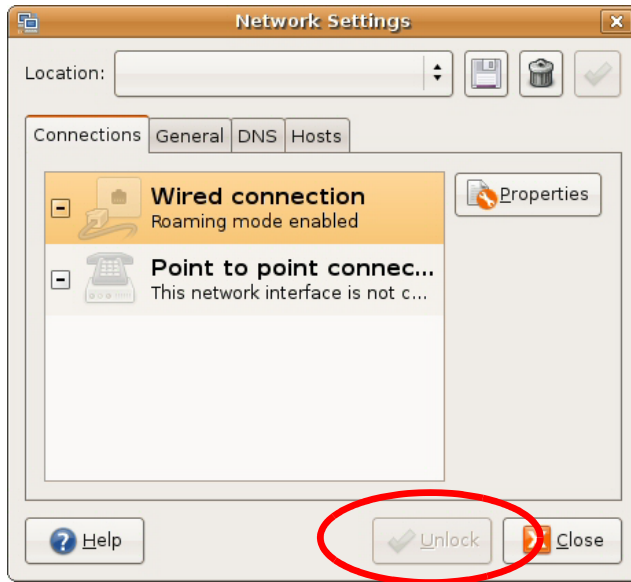 Network Settings
Location:
Connections General DNS Hosts
Wired connection
Roaming mode enabled
Properties
Point to point connec...
This network interface is not c...
Help Unlock Close